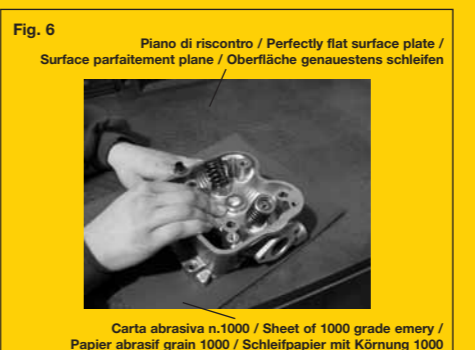 Fig. 6
Piano di riscontro / Perfectly flat surface plate /
Surface parfaitement plane / Oberfläche genauestens schleifen
Carta abrasiva n.1000 / Sheet of 1000 grade emery /
Papier abrasif grain 1000 / Schleifpapier mit Körnung 1000